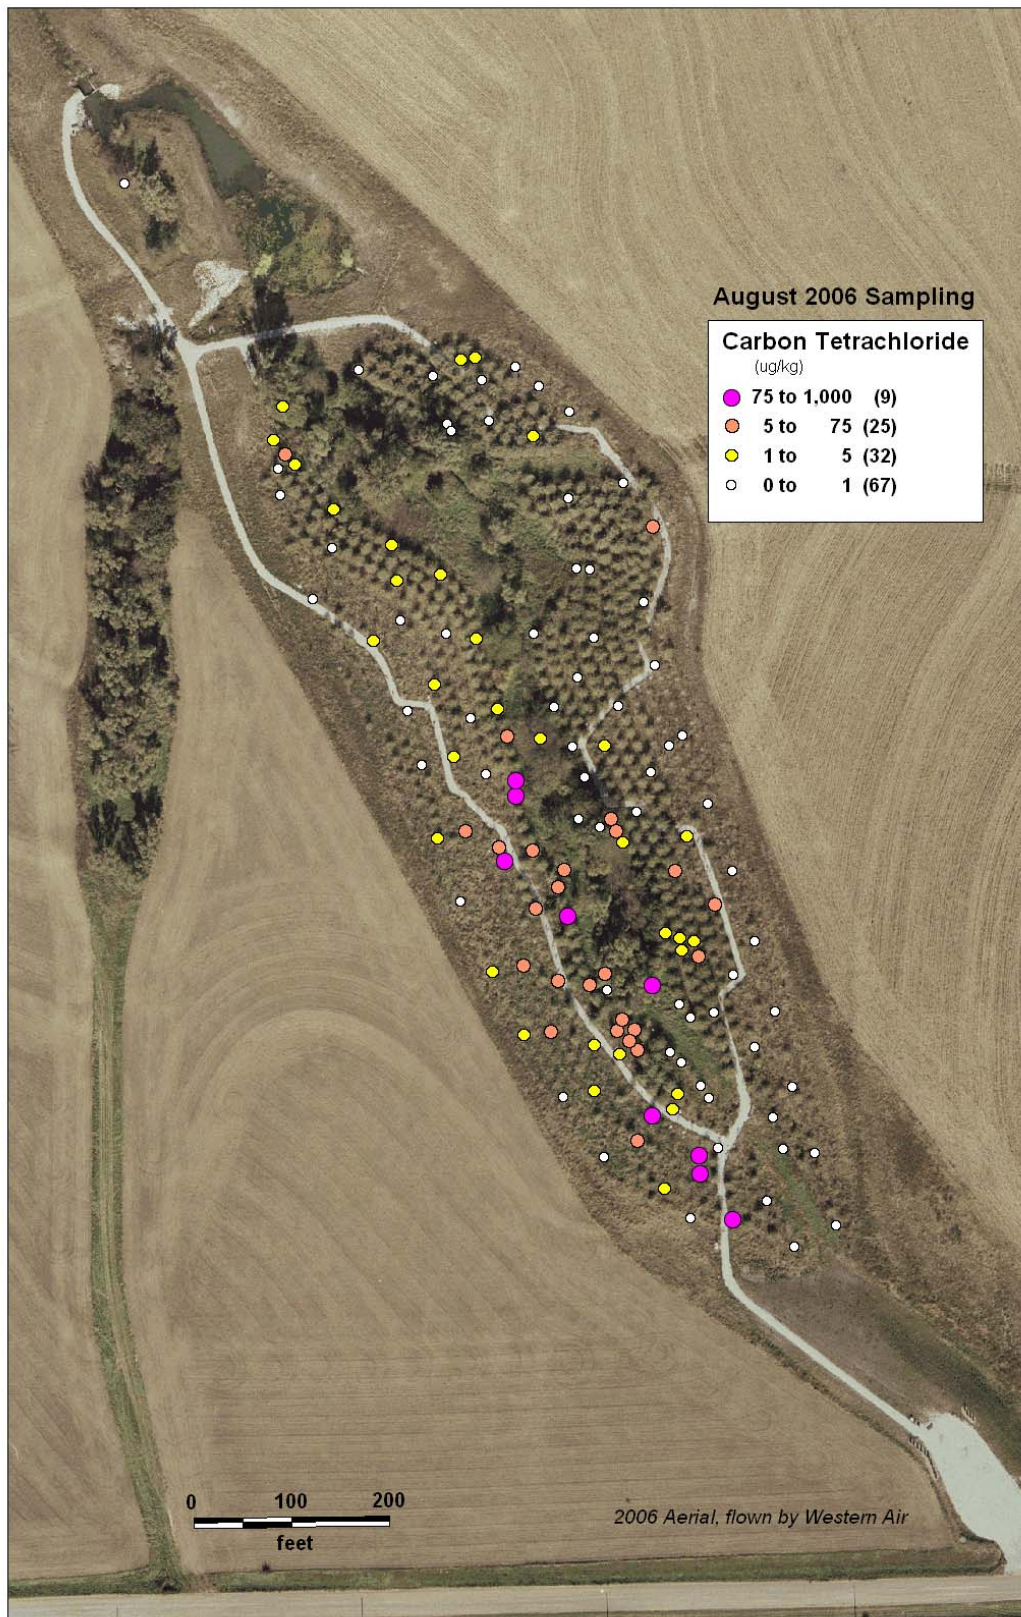 August 2006 Sampling
Carbon Tetrachloride
(ug/kg)
75 to 1,000 (9)
5 to 75 (25)
1 to 5 (32)
0 to 1 (67)
0 100 200
feet
2006 Aerial, flown by Western Air